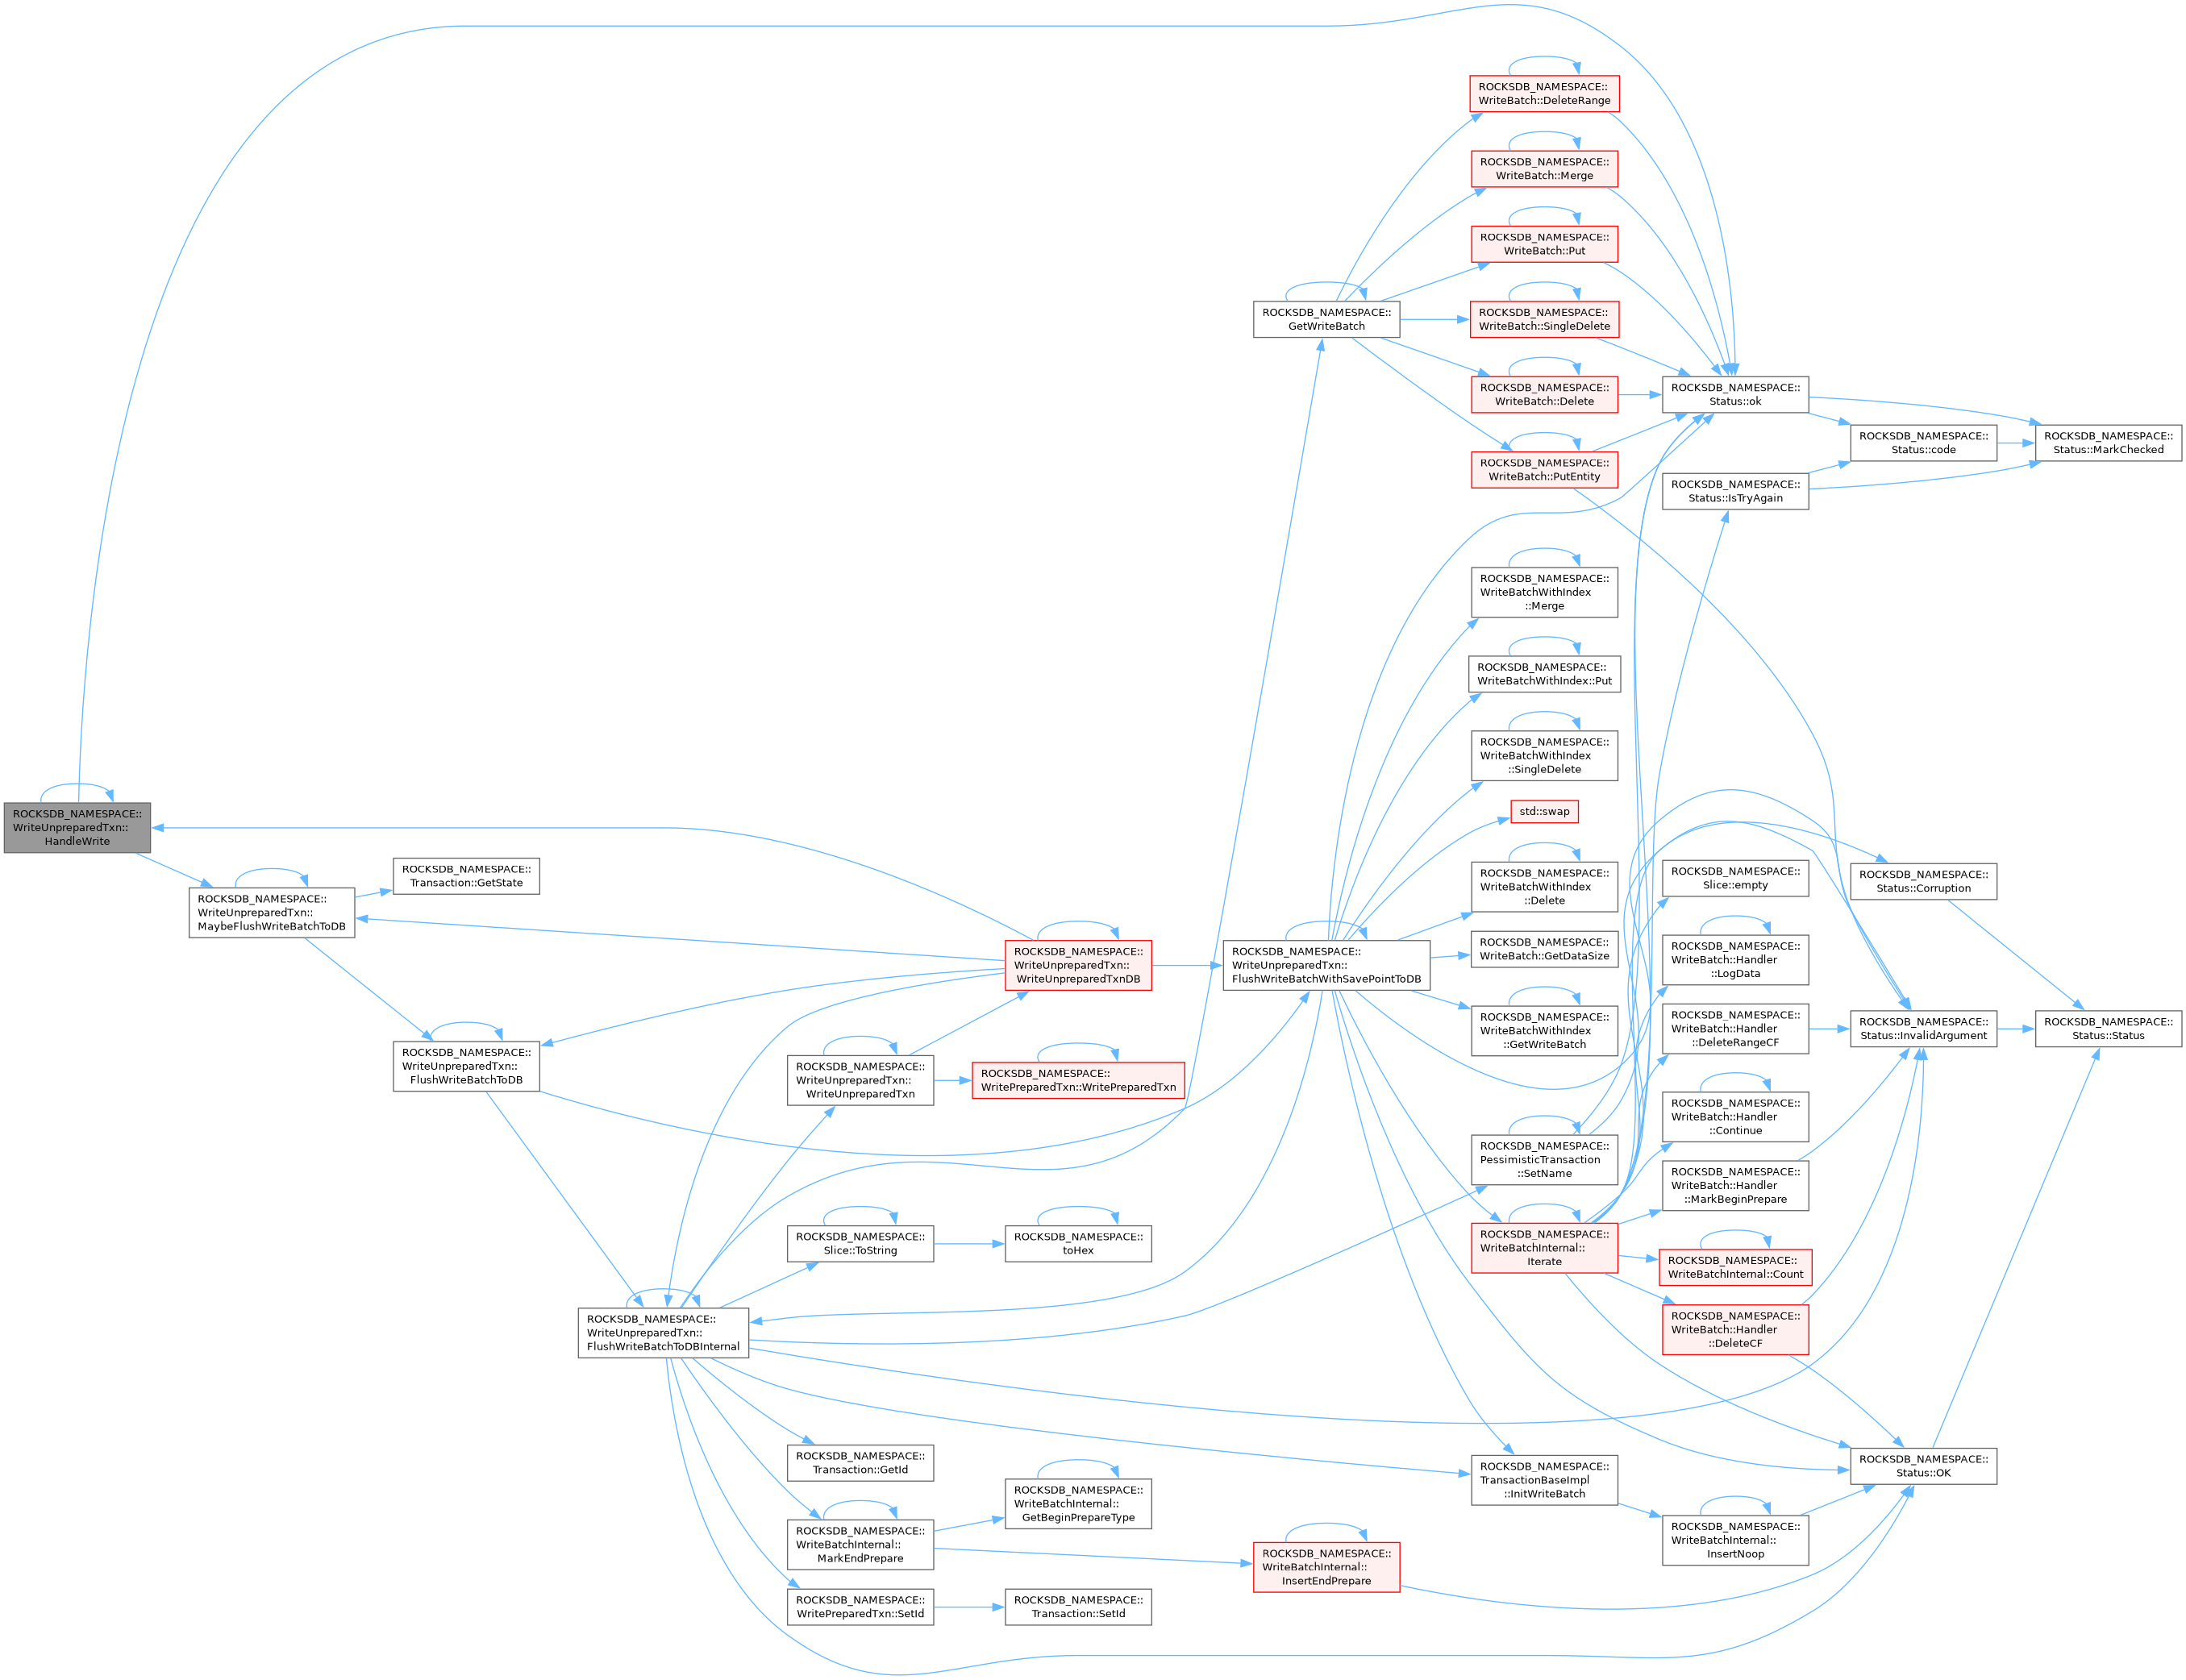 ROCKSDB_NAMESPACE::
WriteUnpreparedTxn::
HandleWrite
ROCKSDB_NAMESPACE::
WriteUnpreparedTxn::
MaybeFlushWriteBatchToDB
ROCKSDB_NAMESPACE::
Transaction::GetState
ROCKSDB_NAMESPACE::
WriteUnpreparedTxn::
FlushWriteBatchToDB
ROCKSDB_NAMESPACE::
WriteUnpreparedTxn::
FlushWriteBatchToDBInternal
ROCKSDB_NAMESPACE::
WriteUnpreparedTxn::
WriteUnpreparedTxn
ROCKSDB_NAMESPACE::
Slice::ToString
ROCKSDB_NAMESPACE::
Transaction::GetId
ROCKSDB_NAMESPACE::
WriteBatchInternal::
MarkEndPrepare
ROCKSDB_NAMESPACE::
WritePreparedTxn::SetId
ROCKSDB_NAMESPACE::
WriteUnpreparedTxn::
WriteUnpreparedTxnDB
ROCKSDB_NAMESPACE::
WritePreparedTxn::WritePreparedTxn
ROCKSDB_NAMESPACE::
toHex
ROCKSDB_NAMESPACE::
WriteBatchInternal::
GetBeginPrepareType
ROCKSDB_NAMESPACE::
Transaction::SetId
ROCKSDB_NAMESPACE::
GetWriteBatch
ROCKSDB_NAMESPACE::
WriteUnpreparedTxn::
FlushWriteBatchWithSavePointToDB
ROCKSDB_NAMESPACE::
WriteBatchInternal::
InsertEndPrepare
ROCKSDB_NAMESPACE::
WriteBatch::DeleteRange
ROCKSDB_NAMESPACE::
WriteBatch::Merge
ROCKSDB_NAMESPACE::
WriteBatch::Put
ROCKSDB_NAMESPACE::
WriteBatch::SingleDelete
ROCKSDB_NAMESPACE::
WriteBatch::Delete
ROCKSDB_NAMESPACE::
WriteBatch::PutEntity
ROCKSDB_NAMESPACE::
WriteBatchWithIndex
::Merge
ROCKSDB_NAMESPACE::
WriteBatchWithIndex::Put
ROCKSDB_NAMESPACE::
WriteBatchWithIndex
::SingleDelete
std::swap
ROCKSDB_NAMESPACE::
WriteBatchWithIndex
::Delete
ROCKSDB_NAMESPACE::
WriteBatch::GetDataSize
ROCKSDB_NAMESPACE::
WriteBatchWithIndex
::GetWriteBatch
ROCKSDB_NAMESPACE::
PessimisticTransaction
::SetName
ROCKSDB_NAMESPACE::
WriteBatchInternal::
Iterate
ROCKSDB_NAMESPACE::
TransactionBaseImpl
::InitWriteBatch
ROCKSDB_NAMESPACE::
Status::ok
ROCKSDB_NAMESPACE::
Status::IsTryAgain
ROCKSDB_NAMESPACE::
Slice::empty
ROCKSDB_NAMESPACE::
WriteBatch::Handler
::LogData
ROCKSDB_NAMESPACE::
WriteBatch::Handler
::DeleteRangeCF
ROCKSDB_NAMESPACE::
WriteBatch::Handler
::Continue
ROCKSDB_NAMESPACE::
WriteBatch::Handler
::MarkBeginPrepare
ROCKSDB_NAMESPACE::
WriteBatchInternal::Count
ROCKSDB_NAMESPACE::
WriteBatch::Handler
::DeleteCF
ROCKSDB_NAMESPACE::
WriteBatchInternal::
InsertNoop
ROCKSDB_NAMESPACE::
Status::code
ROCKSDB_NAMESPACE::
Status::Corruption
ROCKSDB_NAMESPACE::
Status::InvalidArgument
ROCKSDB_NAMESPACE::
Status::OK
ROCKSDB_NAMESPACE::
Status::MarkChecked
ROCKSDB_NAMESPACE::
Status::Status